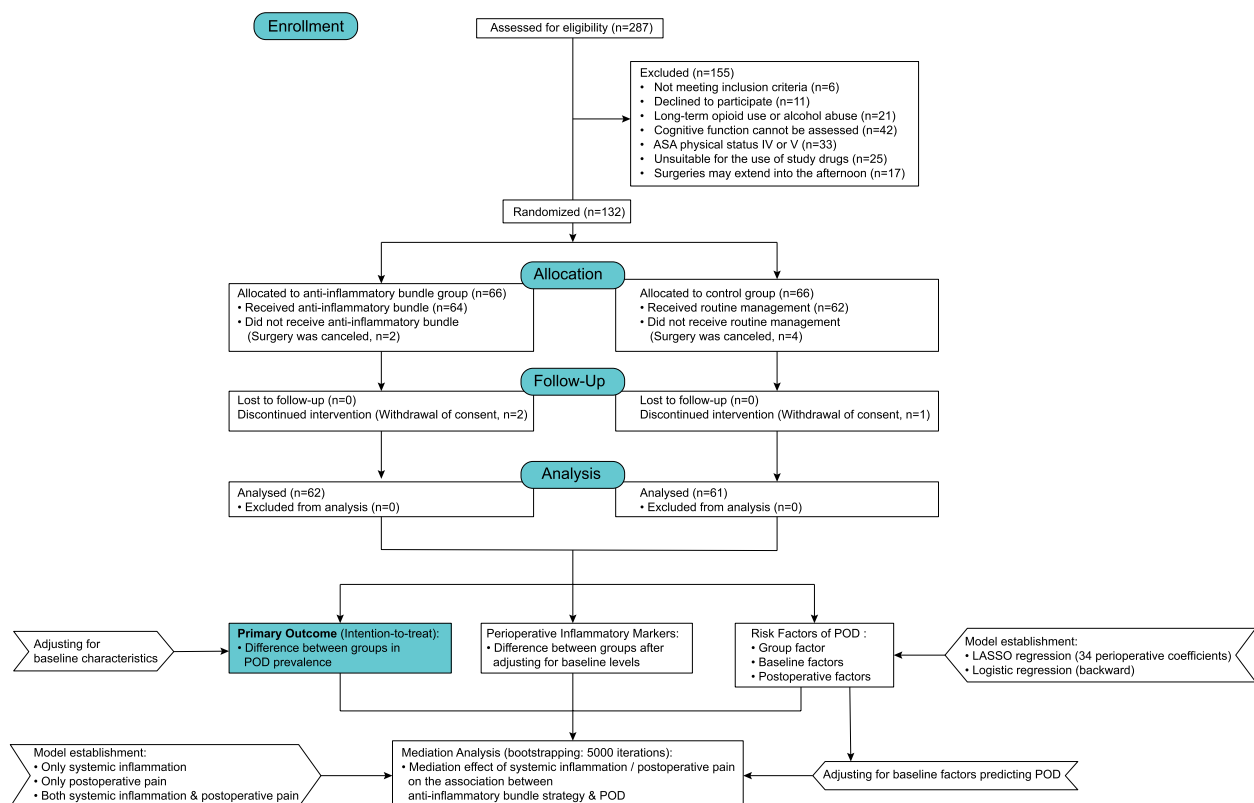 Enrollment
Assessed for eligibility (n=287)
Excluded (n=155)
• Not meeting inclusion criteria (n=6)
• Declined to participate (n=11)
• Long-term opioid use or alcohol abuse (n=21)
• Cognitive function cannot be assessed (n=42)
• ASA physical status IV or V (n=33)
• Unsuitable for the use of study drugs (n=25)
• Surgeries may extend into the afternoon (n=17)
Randomized (n=132)
Allocation
Allocated to anti-inflammatory bundle group (n=66)
• Received anti-inflammatory bundle (n=64)
• Did not receive anti-inflammatory bundle
(Surgery was canceled, n=2)
Allocated to control group (n=66)
• Received routine management (n=62)
• Did not receive routine management
(Surgery was canceled, n=4)
Follow-Up
Lost to follow-up (n=0)
Discontinued intervention (Withdrawal of consent, n=2)
Lost to follow-up (n=0)
Discontinued intervention (Withdrawal of consent, n=1)
Analysis
Analysed (n=62)
• Excluded from analysis (n=0)
Analysed (n=61)
• Excluded from analysis (n=0)
Adjusting for
baseline characteristics
Primary Outcome (Intention-to-treat):
• Difference between groups in
POD prevalence
Perioperative Inflammatory Markers:
• Difference between groups after
adjusting for baseline levels
Risk Factors of POD :
• Group factor
• Baseline factors
• Postoperative factors
Model establishment:
• LASSO regression (34 perioperative coefficients)
• Logistic regression (backward)
Model establishment:
• Only systemic inflammation
• Only postoperative pain
• Both systemic inflammation & postoperative pain
Mediation Analysis (bootstrapping: 5000 iterations):
• Mediation effect of systemic inflammation / postoperative pain
on the association between
anti-inflammatory bundle strategy & POD
Adjusting for baseline factors predicting POD